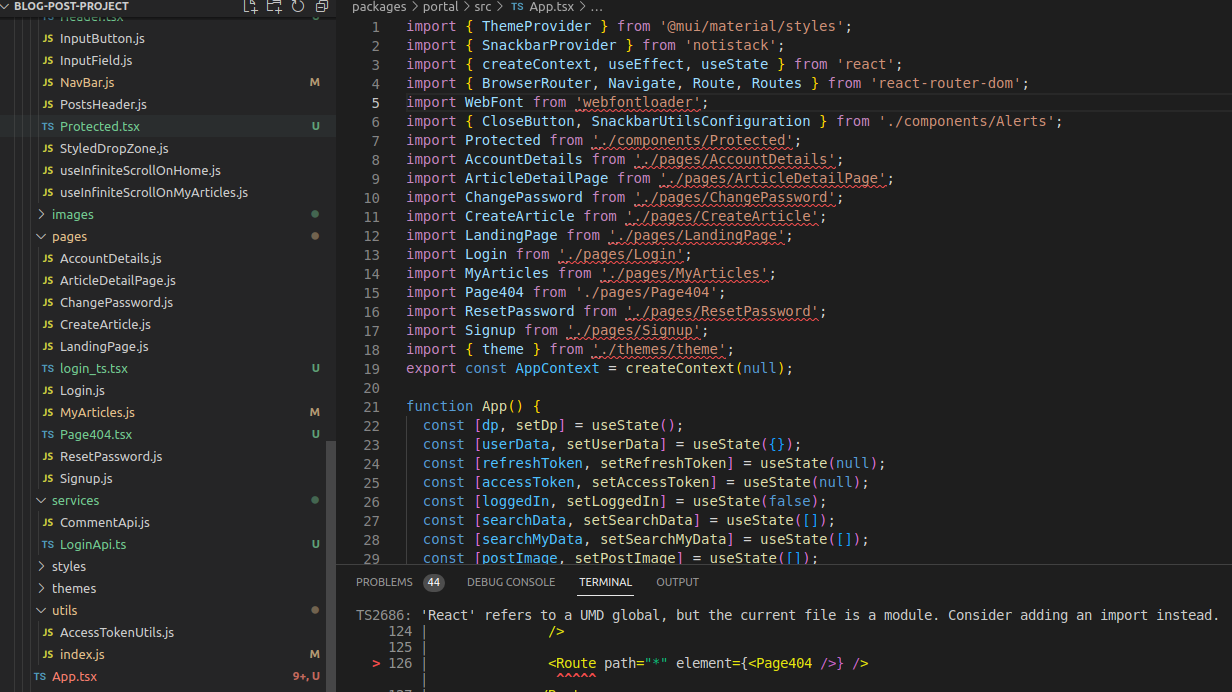 BLOG-POST-PROJECT
Header.tsx U
JS InputButton.js
JS InputField.js
JS NavBar.js M
JS PostsHeader.js
TS Protected.tsx U
JS StyledDropZone.js
JS useInfiniteScrollOnHome.js
JS useInfiniteScrollOnMyArticles.js
images
pages
JS AccountDetails.js
JS ArticleDetailPage.js
JS ChangePassword.js
JS CreateArticle.js
JS LandingPage.js
TS login_ts.tsx U
JS Login.js
JS MyArticles.js M
TS Page404.tsx U
JS ResetPassword.js
JS Signup.js
services
JS CommentApi.js
TS LoginApi.ts U
styles
themes
utils
JS AccessTokenUtils.js
JS index.js M
TS App.tsx 9+, U
packages > portal > src > TS App.tsx > ...
1 import { ThemeProvider } from '@mui/material/styles';
2 import { SnackbarProvider } from 'notistack';
3 import { createContext, useEffect, useState } from 'react';
4 import { BrowserRouter, Navigate, Route, Routes } from 'react-router-dom';
5 import WebFont from 'webfontloader';
6 import { CloseButton, SnackbarUtilsConfiguration } from './components/Alerts';
7 import Protected from './components/Protected';
8 import AccountDetails from './pages/AccountDetails';
9 import ArticleDetailPage from './pages/ArticleDetailPage';
10 import ChangePassword from './pages/ChangePassword';
11 import CreateArticle from './pages/CreateArticle';
12 import LandingPage from './pages/LandingPage';
13 import Login from './pages/Login';
14 import MyArticles from './pages/MyArticles';
15 import Page404 from './pages/Page404';
16 import ResetPassword from './pages/ResetPassword';
17 import Signup from './pages/Signup';
18 import { theme } from './themes/theme';
19 export const AppContext = createContext(null);
20
21 function App() {
22 const [dp, setDp] = useState();
23 const [userData, setUserData] = useState({});
24 const [refreshToken, setRefreshToken] = useState(null);
25 const [accessToken, setAccessToken] = useState(null);
26 const [loggedIn, setLoggedIn] = useState(false);
27 const [searchData, setSearchData] = useState([]);
28 const [searchMyData, setSearchMyData] = useState([]);
29 const [postImage, setPostImage] = useState([]);
PROBLEMS 44 DEBUG CONSOLE TERMINAL OUTPUT
TS2686: 'React' refers to a UMD global, but the current file is a module. Consider adding an import instead.
124 | />
125 |
> 126 | <Route path="*" element={<Page404 />} />
| ^^^^^